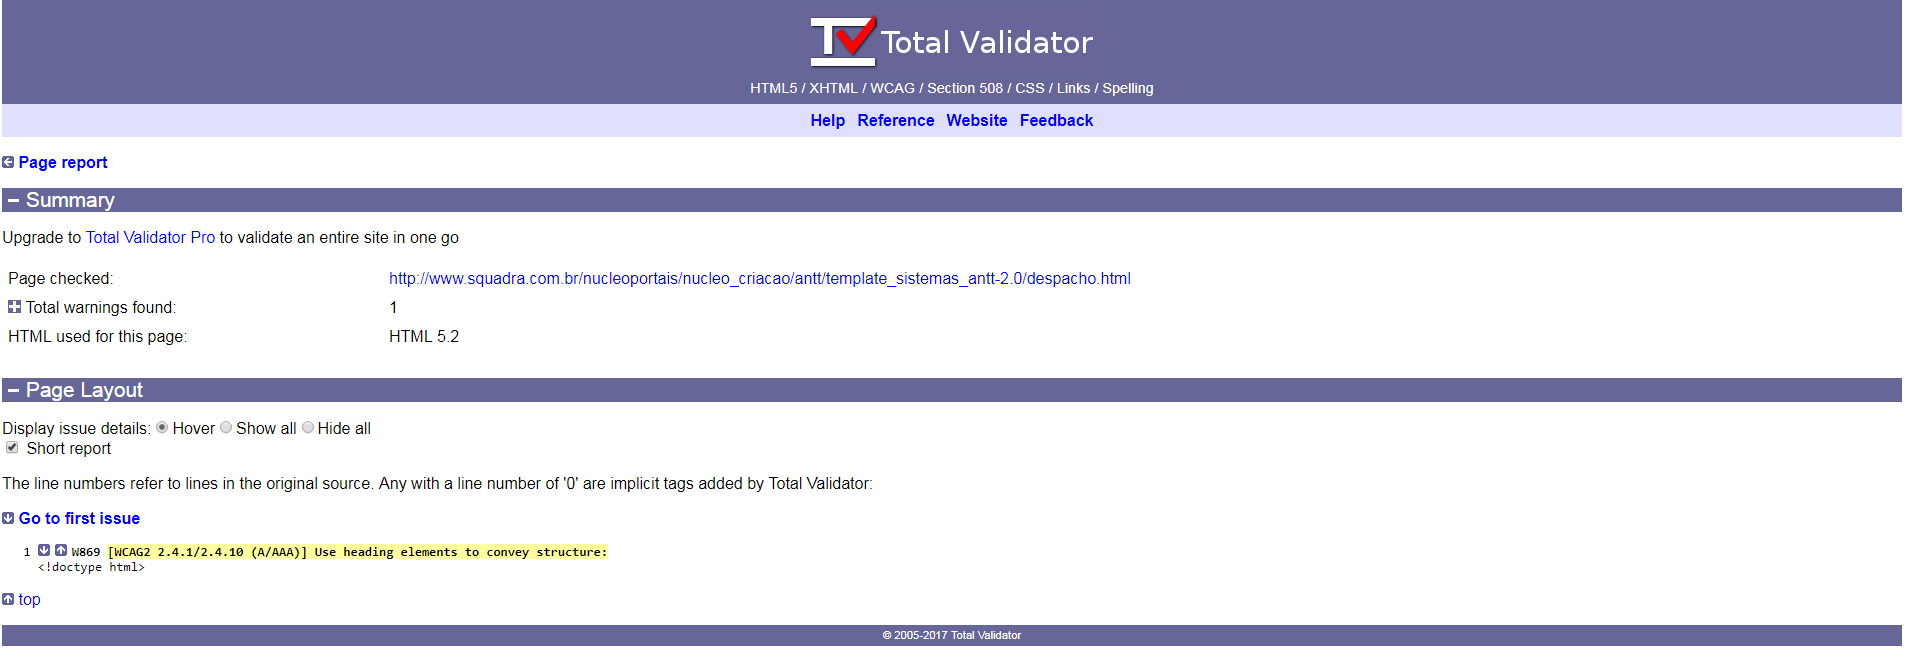 Total Validator
HTML5 / XHTML / WCAG / Section 508 / CSS / Links / Spelling
Help Reference Website Feedback
Page report
Summary
Upgrade to Total Validator Pro to validate an entire site in one go
Page checked: http://www.squadra.com.br/nucleoportais/nucleo_criacao/antt/template_sistemas_antt-2.0/despacho.html
Total warnings found: 1
HTML used for this page: HTML 5.2
Page Layout
Display issue details: Hover Show all Hide all
Short report
The line numbers refer to lines in the original source. Any with a line number of '0' are implicit tags added by Total Validator:
Go to first issue
1 W869 [WCAG2 2.4.1/2.4.10 (A/AAA)] Use heading elements to convey structure:
<!doctype html>
top
© 2005-2017 Total Validator